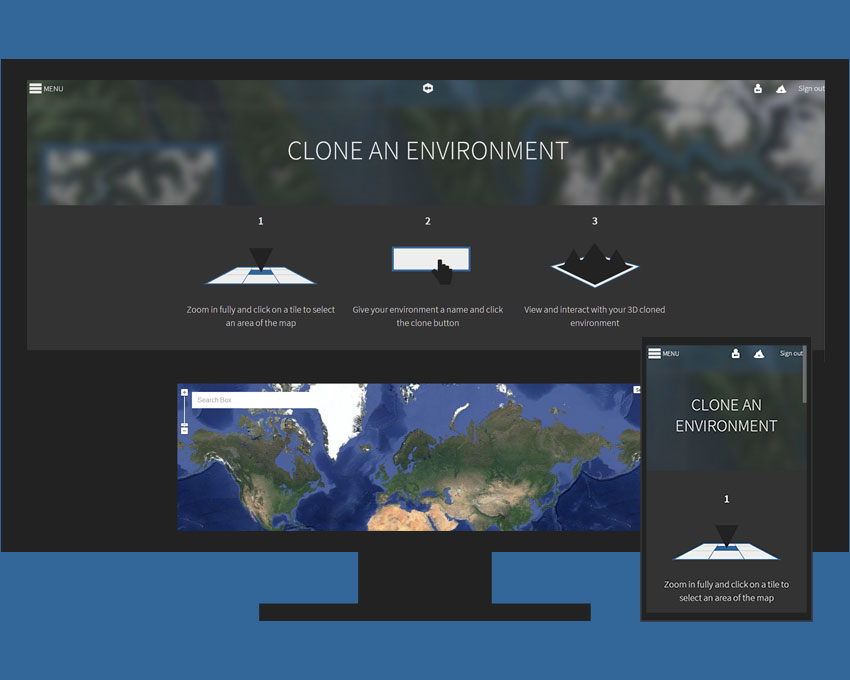 MENU
Sign out
CLONE AN ENVIRONMENT
1
2
3
Zoom in fully and click on a tile to select
an area of the map
Give your environment a name and click
the clone button
View and interact with your 3D cloned
environment
Search Box
MENU
Sign out
CLONE AN
ENVIRONMENT
1
Zoom in fully and click on a tile to
select an area of the map